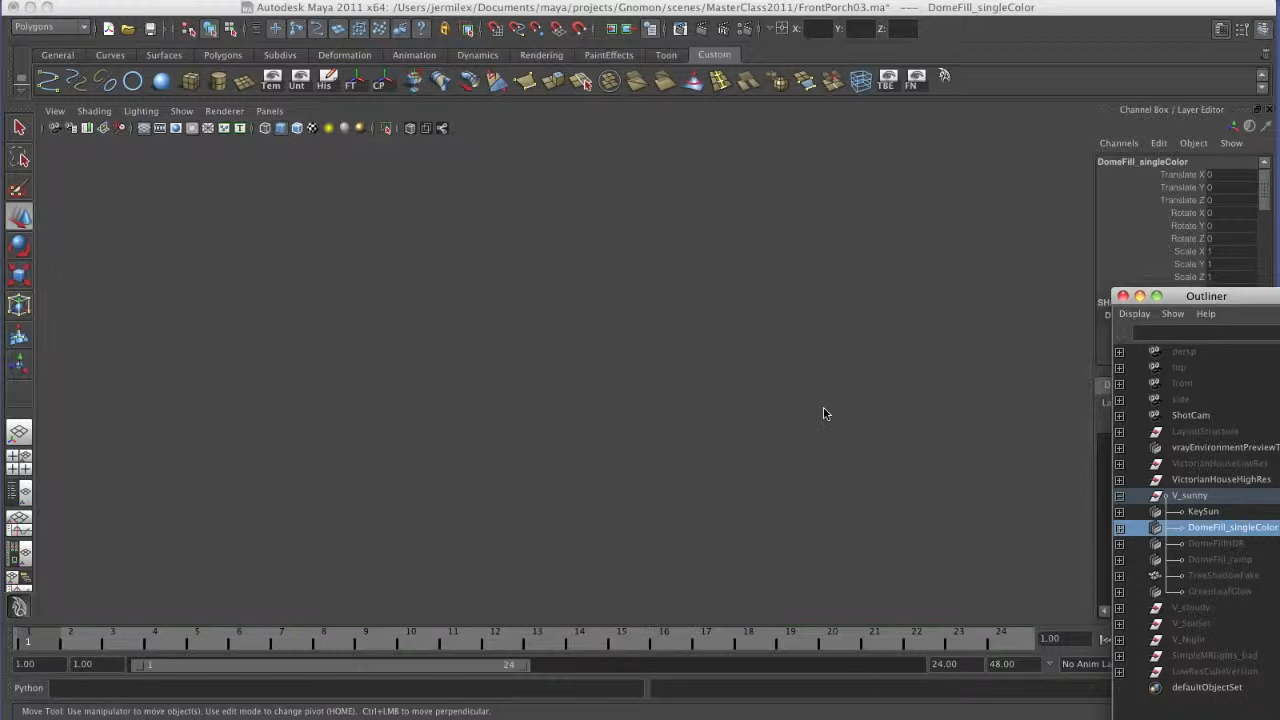 Autodesk Maya 2011 x64: /Users/jermilex/Documents/maya/projects/Gnomon/scenes/MasterClass2011/FrontPorch03.ma* --- DomeFill_singleColor
Polygons
X: Y: Z:
General Curves Surfaces Polygons Subdivs Deformation Animation Dynamics Rendering PaintEffects Toon Custom
Tem Unt His FT CP TBE FN
View Shading Lighting Show Renderer Panels
Channel Box / Layer Editor
Channels Edit Object Show
DomeFill_singleColor
Translate X 0
Translate Y 0
Translate Z 0
Rotate X 0
Rotate Y 0
Rotate Z 0
Scale X 1
Scale Y 1
Scale Z 1
Outliner
Display Show Help
persp
top
front
side
ShotCam
LayoutStructure
vrayEnvironmentPreviewT
VictorianHouseLowRes
VictorianHouseHighRes
V_sunny
KeySun
DomeFill_singleColor
DomeFillHDR
DomeFill_ramp
TreeShadowFake
GreenLeafGlow
V_cloudy
V_SunSet
V_Night
SimpleMRlights_bad
LowResCubeVersion
defaultObjectSet
1 2 3 4 5 6 7 8 9 10 11 12 13 14 15 16 17 18 19 20 21 22 23 24 1.00
1.00 1.00 1 24 24.00 48.00 No Anim La
Python
Move Tool: Use manipulator to move object(s). Use edit mode to change pivot (HOME). Ctrl+LMB to move perpendicular.